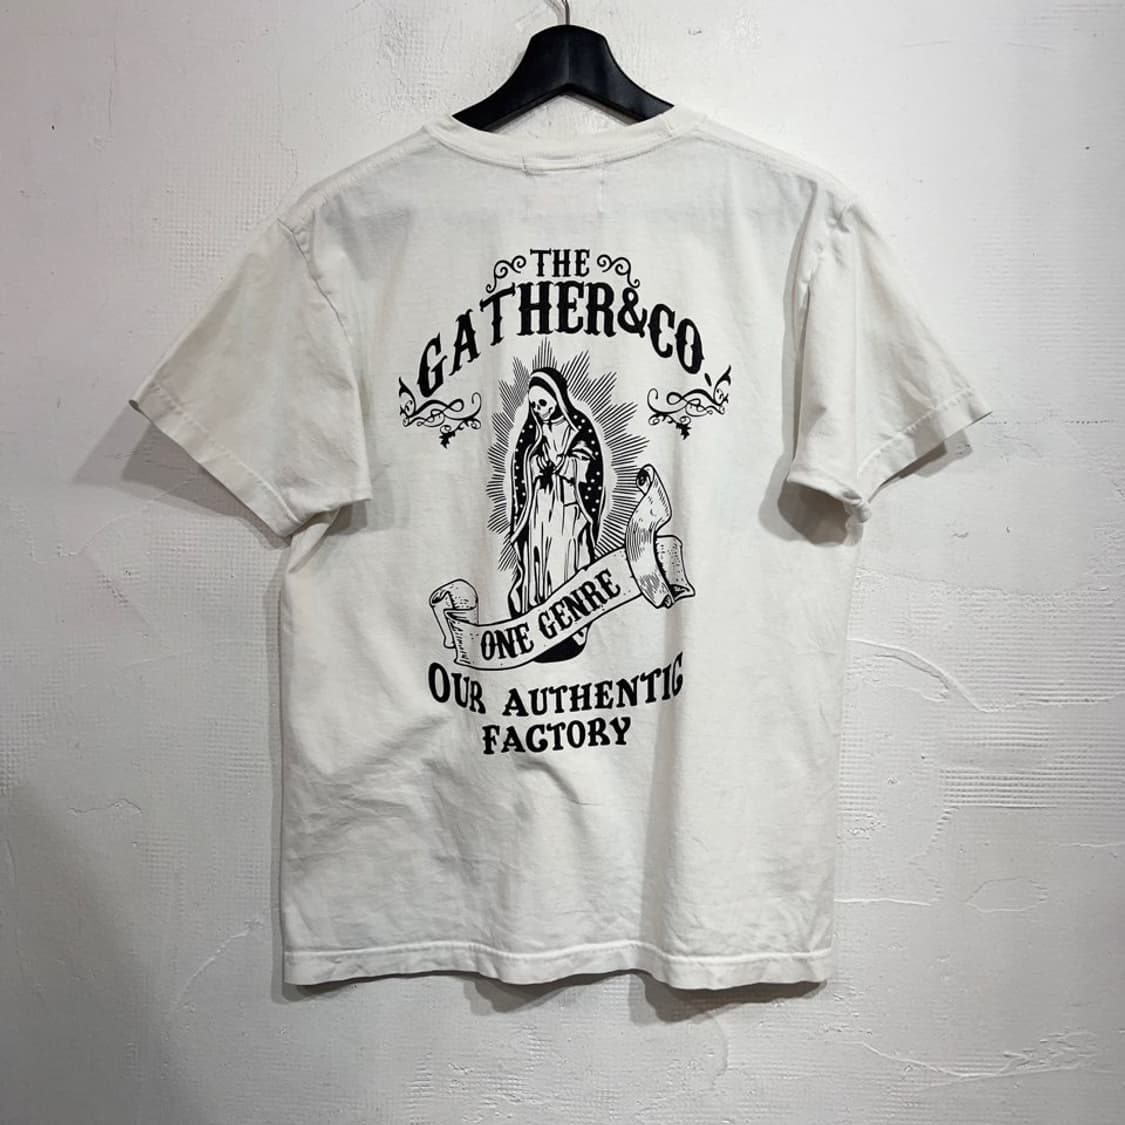 THE
GATHER&CO.
ONE GENRE
OUR AUTHENTIC
FACTORY